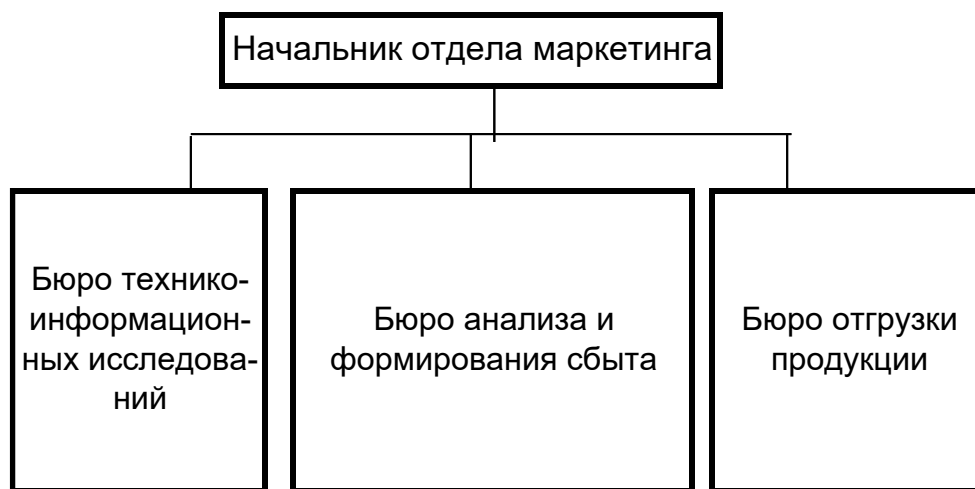 Начальник отдела маркетинга
Бюро технико-
информацион-
ных исследова-
ний
Бюро анализа и
формирования сбыта
Бюро отгрузки
продукции